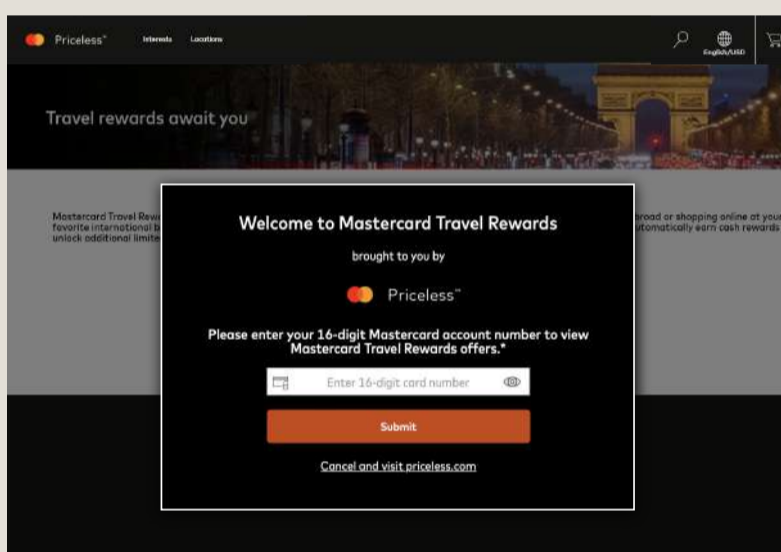 Priceless™ Interests Locations
English/USD
Travel rewards await you
Mastercard Travel Rew
favorite international b
unlock additional limite
broad or shopping online at your
utomatically earn cash rewards
Welcome to Mastercard Travel Rewards
brought to you by
Priceless™
Please enter your 16-digit Mastercard account number to view
Mastercard Travel Rewards offers.*
Enter 16-digit card number
Submit
Cancel and visit priceless.com